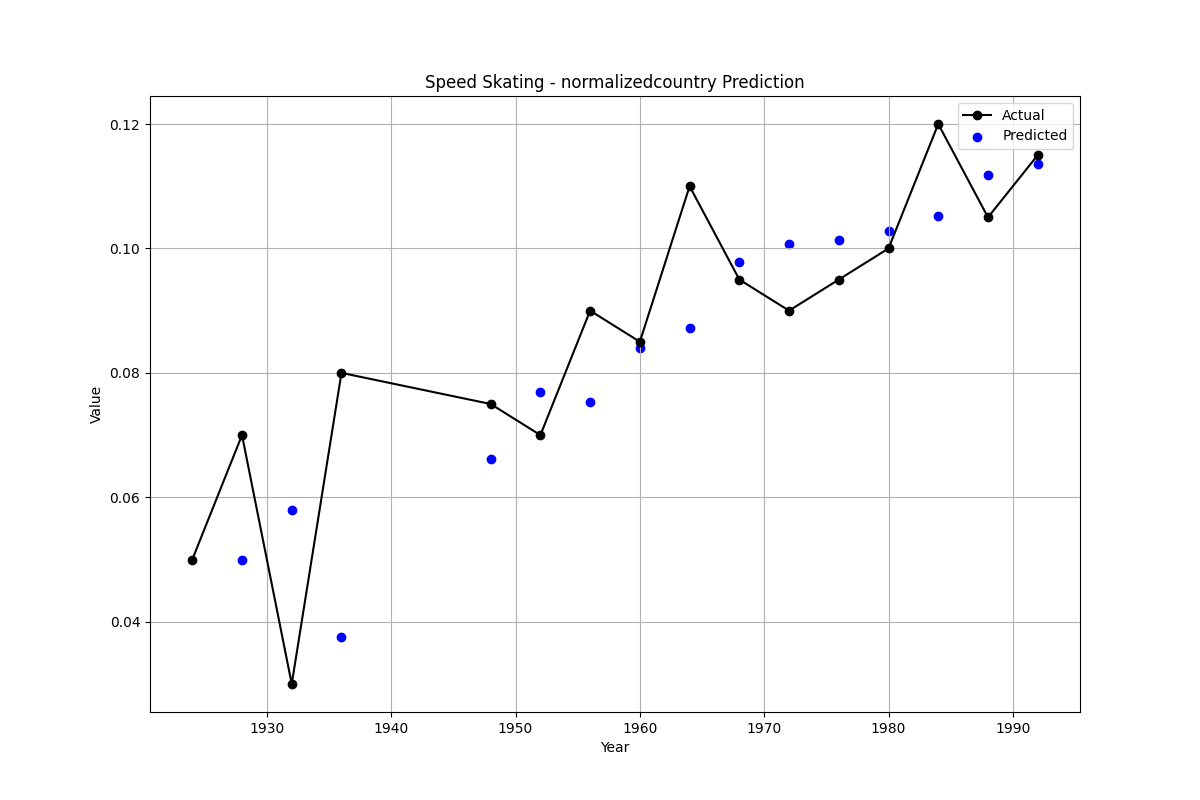 Speed Skating - normalizedcountry Prediction
Actual
Predicted
0.12
0.10
0.08
0.06
0.04
Value
1930 1940 1950 1960 1970 1980 1990
Year